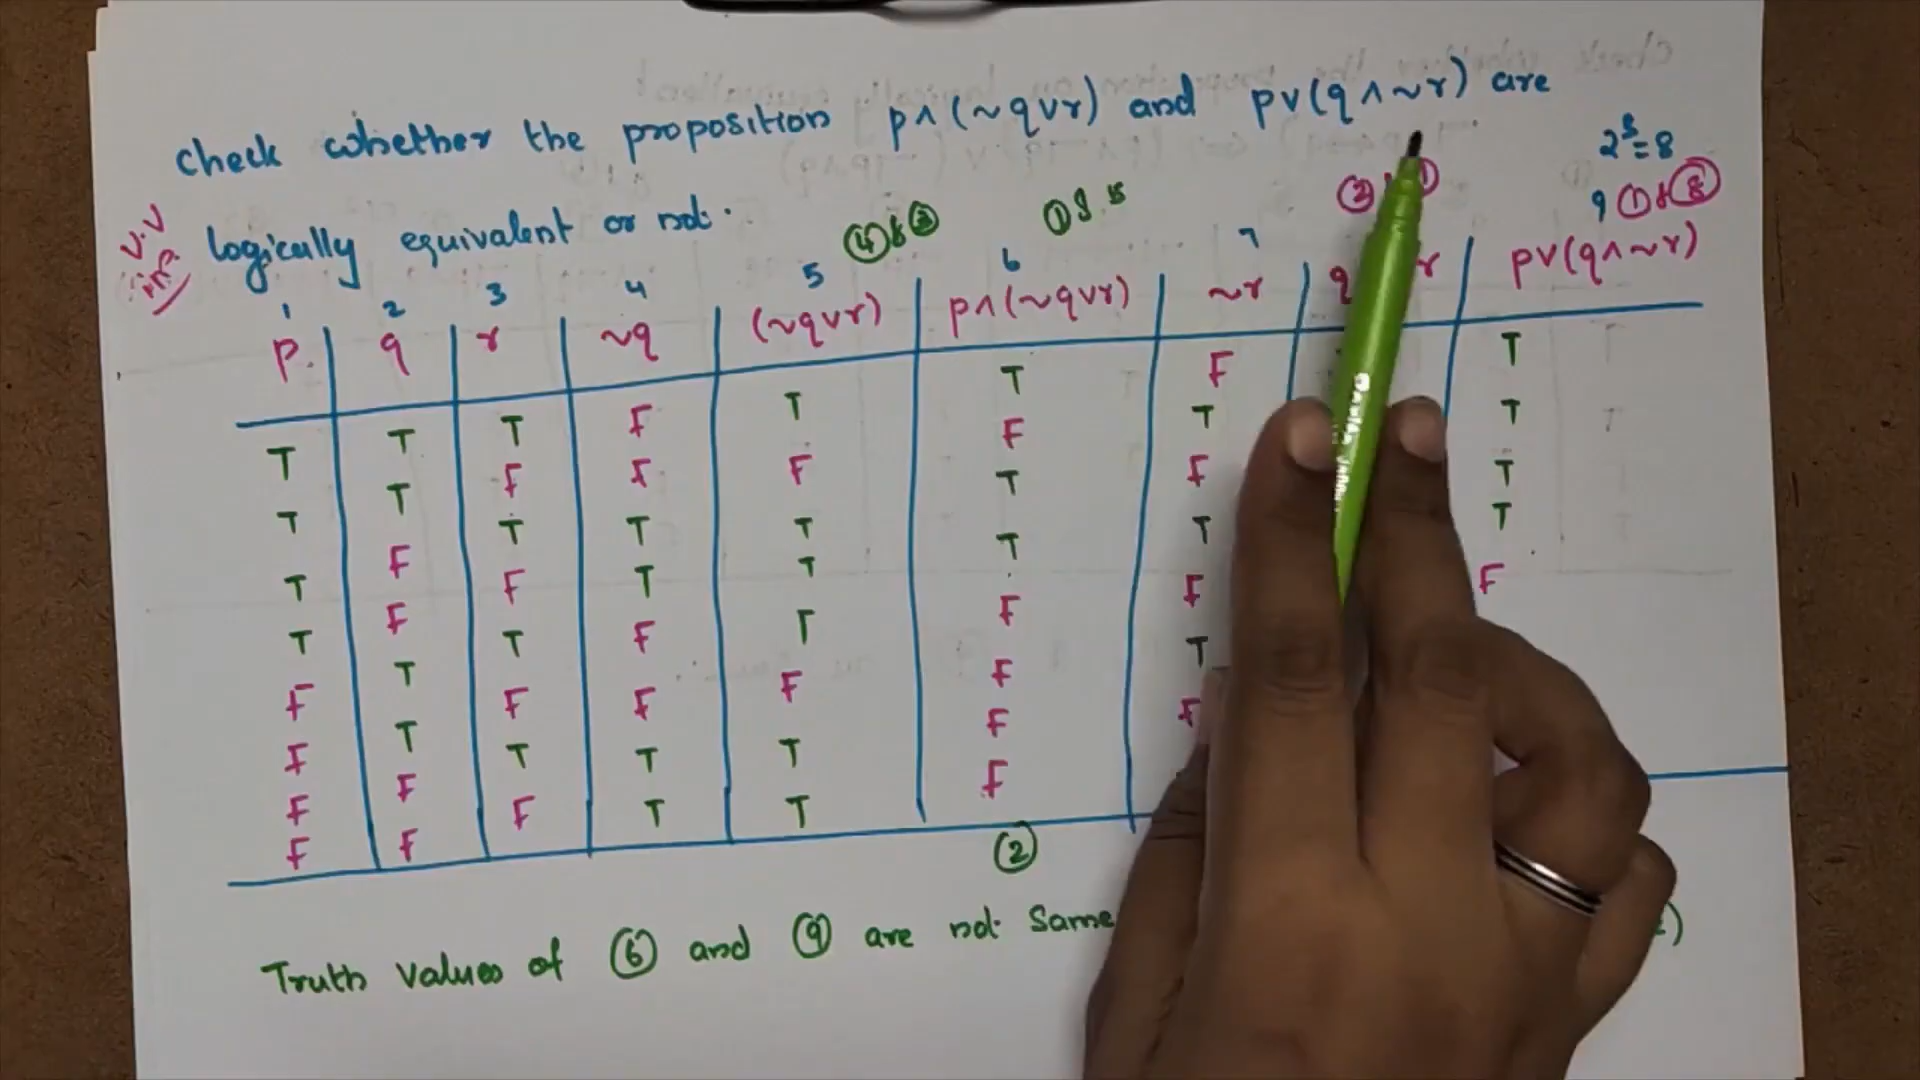 check whether the proposition p∧(~q∨r) and p∨(q∧~r) are
logically equivalent or not.
V.V
imp
2³=8
④&③
①&5
9 ①&⑧
1 2 3 4 5 6 7
p. q r ~q (~q∨r) p∧(~q∨r) ~r q r p∨(q∧~r)
T T T F T T F T
T T F F F F T T
T F T T T T F T
T F F T T T T T
F T T F T F F F
F T F F F F T
F F T T T F F
F F F T T F
②
Truth values of ⑥ and ⑨ are not same